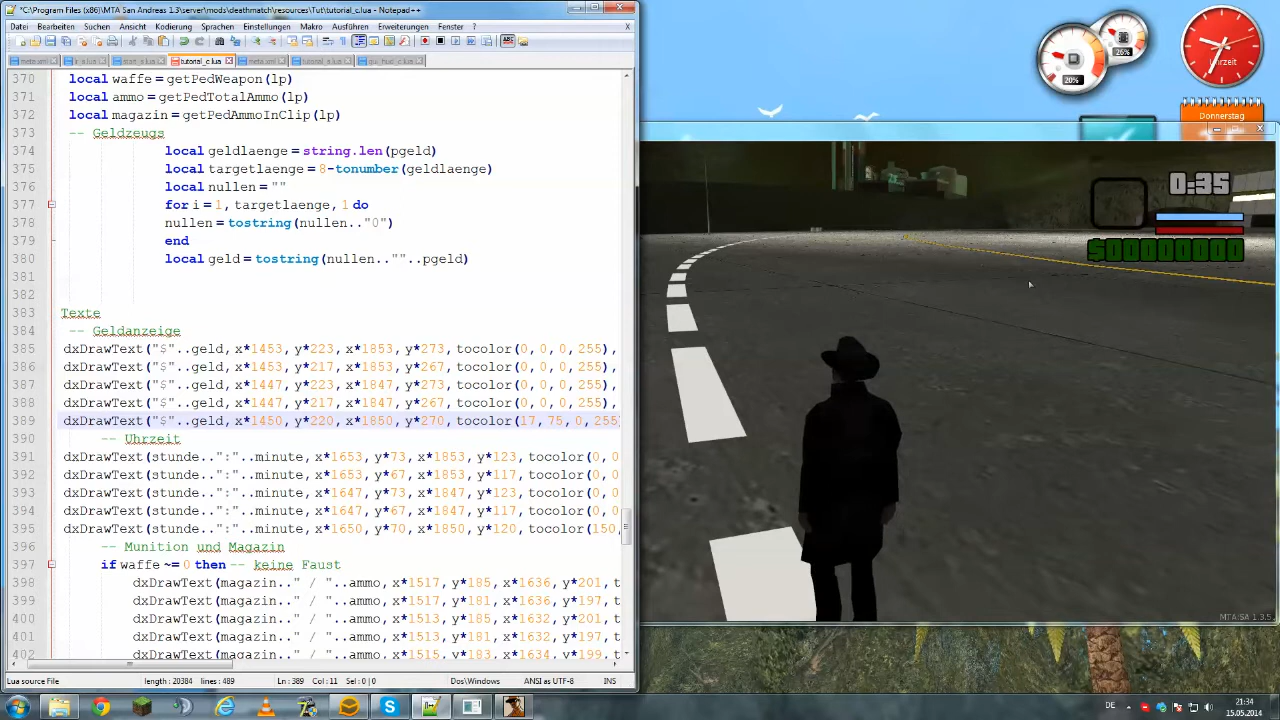 *C:\Program Files (x86)\MTA San Andreas 1.3\server\mods\deathmatch\resources\Tut\tutorial_c.lua - Notepad++
Datei Bearbeiten Suchen Ansicht Kodierung Sprachen Einstellungen Makro Ausführen Erweiterungen Fenster ?
tutorial_c.lua
370 local waffe = getPedWeapon(lp)
371 local ammo = getPedTotalAmmo(lp)
372 local magazin = getPedAmmoInClip(lp)
373 -- Geldzeugs
374 local geldlaenge = string.len(pgeld)
375 local targetlaenge = 8-tonumber(geldlaenge)
376 local nullen = ""
377 for i = 1, targetlaenge, 1 do
378 nullen = tostring(nullen.."0")
379 end
380 local geld = tostring(nullen..""..pgeld)
381
382
383 Texte
384 -- Geldanzeige
385 dxDrawText("$"..geld, x*1453, y*223, x*1853, y*273, tocolor(0, 0, 0, 255),
386 dxDrawText("$"..geld, x*1453, y*217, x*1853, y*267, tocolor(0, 0, 0, 255),
387 dxDrawText("$"..geld, x*1447, y*223, x*1847, y*273, tocolor(0, 0, 0, 255),
388 dxDrawText("$"..geld, x*1447, y*217, x*1847, y*267, tocolor(0, 0, 0, 255),
389 dxDrawText("$"..geld, x*1450, y*220, x*1850, y*270, tocolor(17, 75, 0, 255
390 -- Uhrzeit
391 dxDrawText(stunde..":"..minute, x*1653, y*73, x*1853, y*123, tocolor(0, 0
392 dxDrawText(stunde..":"..minute, x*1653, y*67, x*1853, y*117, tocolor(0, 0
393 dxDrawText(stunde..":"..minute, x*1647, y*73, x*1847, y*123, tocolor(0, 0
394 dxDrawText(stunde..":"..minute, x*1647, y*67, x*1847, y*117, tocolor(0, 0
395 dxDrawText(stunde..":"..minute, x*1650, y*70, x*1850, y*120, tocolor(150,
396 -- Munition und Magazin
397 if waffe ~= 0 then -- keine Faust
398 dxDrawText(magazin.." / "..ammo, x*1517, y*185, x*1636, y*201, t
399 dxDrawText(magazin.." / "..ammo, x*1517, y*181, x*1636, y*197, t
400 dxDrawText(magazin.." / "..ammo, x*1513, y*185, x*1632, y*201, t
401 dxDrawText(magazin.." / "..ammo, x*1513, y*181, x*1632, y*197, t
402 dxDrawText(magazin.." / "..ammo, x*1515, y*183, x*1634, y*199, t
Lua source File length : 20384 lines : 489 Ln : 389 Col : 11 Sel : 0 | 0 Dos\Windows ANSI as UTF-8 INS
20%
26%
Uhrzeit
Donnerstag
0:35
$00000000
MTA:SA 1.3.5
DE
21:34
15.05.2014